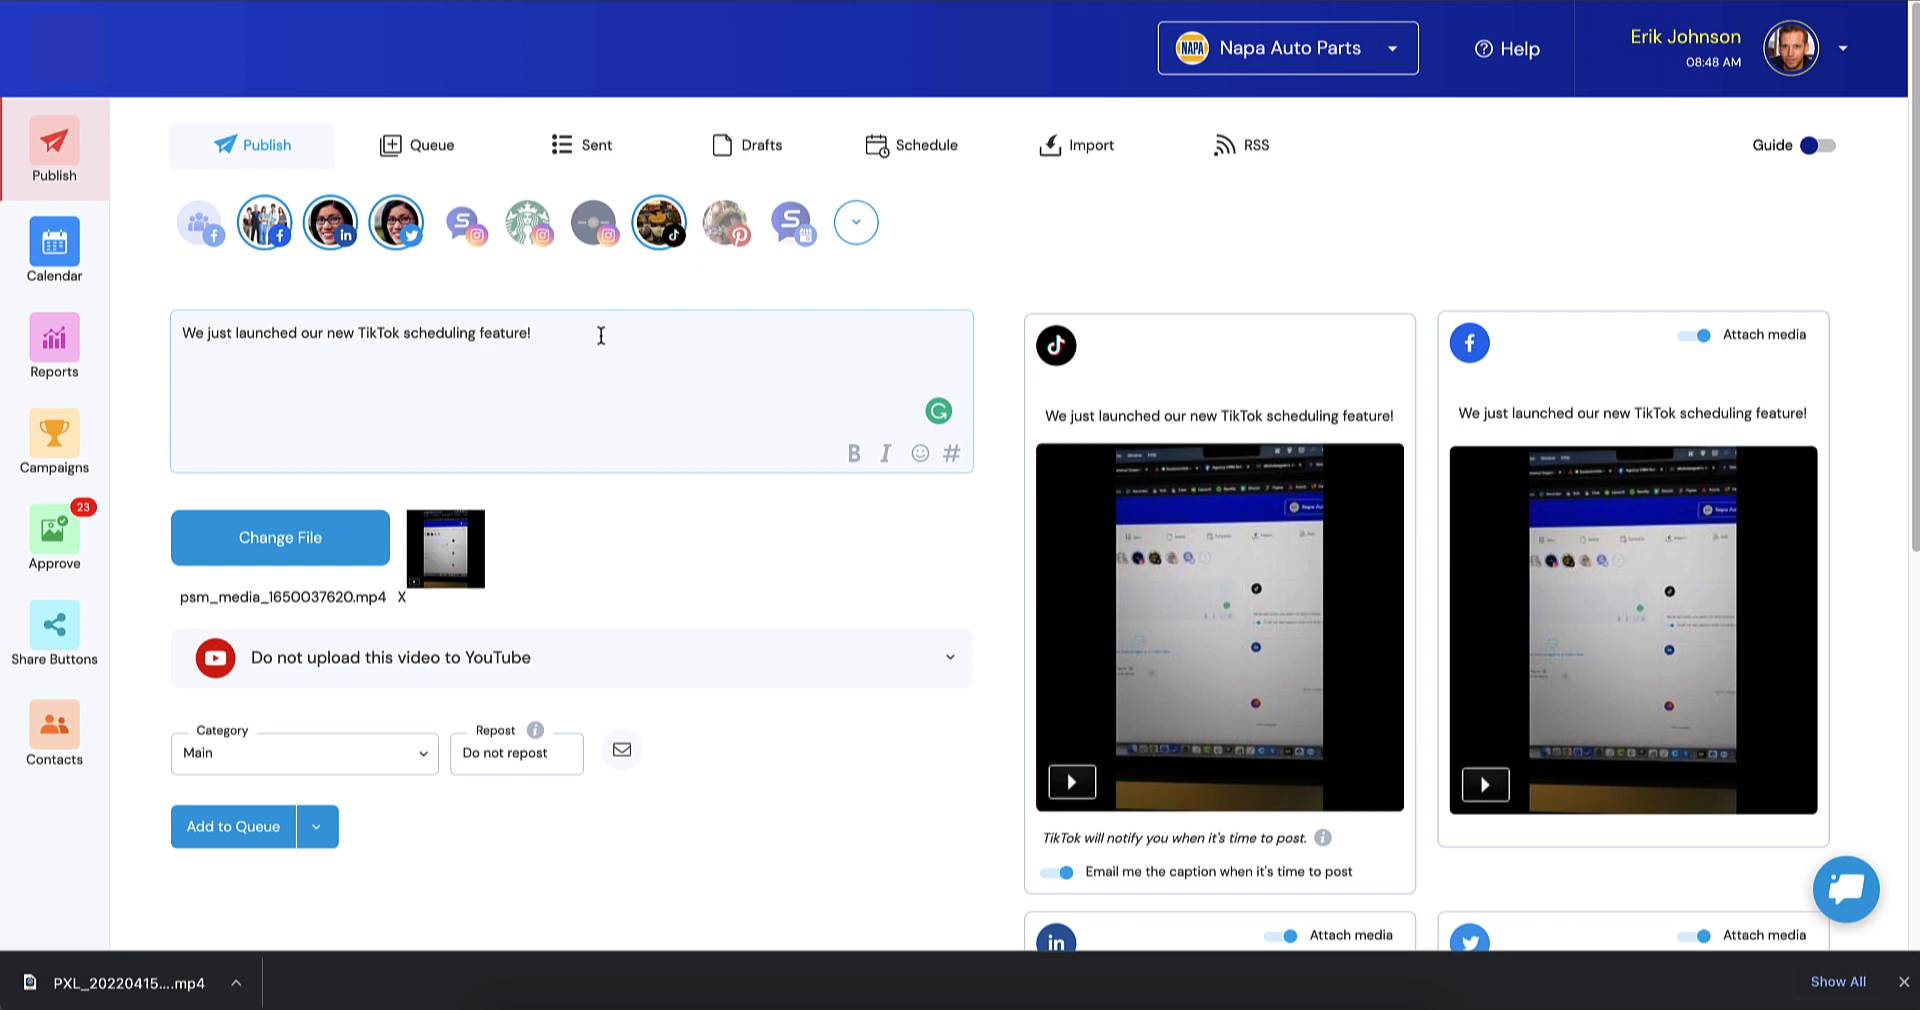 NAPA
Napa Auto Parts
Help
Erik Johnson
08:48 AM
Publish
Calendar
Reports
Campaigns
23
Approve
Share Buttons
Contacts
Publish
Queue
Sent
Drafts
Schedule
Import
RSS
Guide
We just launched our new TikTok scheduling feature!
B I #
Change File
psm_media_1650037620.mp4 X
Do not upload this video to YouTube
Category
Main
Repost
Do not repost
Add to Queue
We just launched our new TikTok scheduling feature!
TikTok will notify you when it's time to post.
Email me the caption when it's time to post
Attach media
We just launched our new TikTok scheduling feature!
in
Attach media
Attach media
PXL_20220415....mp4
Show All